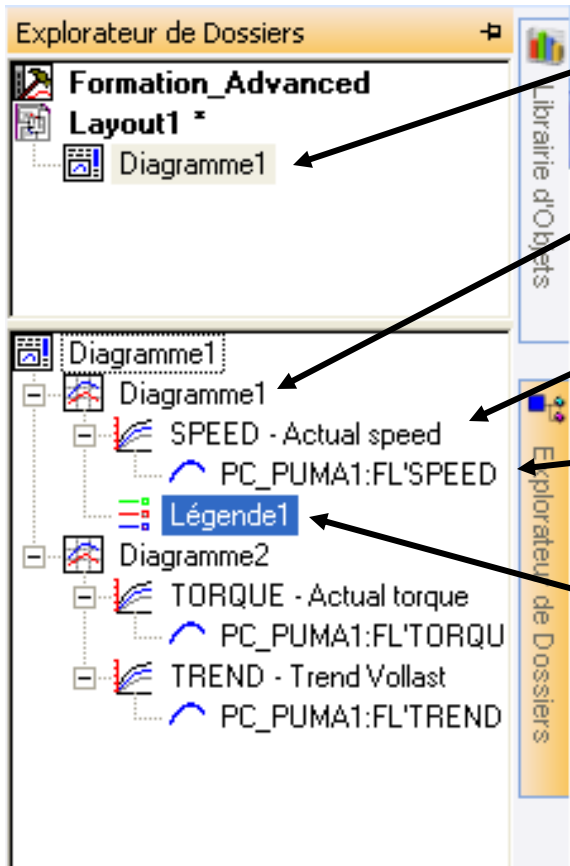 Explorateur de Dossiers
Formation_Advanced
Layout1 *
Diagramme1
Diagramme1
Diagramme1
SPEED - Actual speed
PC_PUMA1:FL'SPEED
Légende1
Diagramme2
TORQUE - Actual torque
PC_PUMA1:FL'TORQU
TREND - Trend Vollast
PC_PUMA1:FL'TREND
Librairie d'Objets
Explorateur de Dossiers